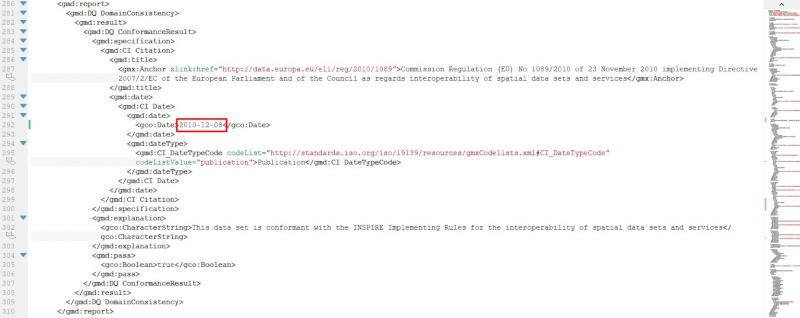 280 <gmd:report>
281 <gmd:DQ_DomainConsistency>
282 <gmd:result>
283 <gmd:DQ_ConformanceResult>
284 <gmd:specification>
285 <gmd:CI_Citation>
286 <gmd:title>
287 <gmx:Anchor xlink:href="http://data.europa.eu/eli/reg/2010/1089">Commission Regulation (EU) No 1089/2010 of 23 November 2010 implementing Directive
2007/2/EC of the European Parliament and of the Council as regards interoperability of spatial data sets and services</gmx:Anchor>
288 </gmd:title>
289 <gmd:date>
290 <gmd:CI_Date>
291 <gmd:date>
292 <gco:Date>2010-12-08</gco:Date>
293 </gmd:date>
294 <gmd:dateType>
295 <gmd:CI_DateTypeCode codeList="http://standards.iso.org/iso/19139/resources/gmxCodelists.xml#CI_DateTypeCode"
codeListValue="publication">Publication</gmd:CI_DateTypeCode>
296 </gmd:dateType>
297 </gmd:CI_Date>
298 </gmd:date>
299 </gmd:CI_Citation>
300 </gmd:specification>
301 <gmd:explanation>
302 <gco:CharacterString>This data set is conformant with the INSPIRE Implementing Rules for the interoperability of spatial data sets and services</
gco:CharacterString>
303 </gmd:explanation>
304 <gmd:pass>
305 <gco:Boolean>true</gco:Boolean>
306 </gmd:pass>
307 </gmd:DQ_ConformanceResult>
308 </gmd:result>
309 </gmd:DQ_DomainConsistency>
310 </gmd:report>